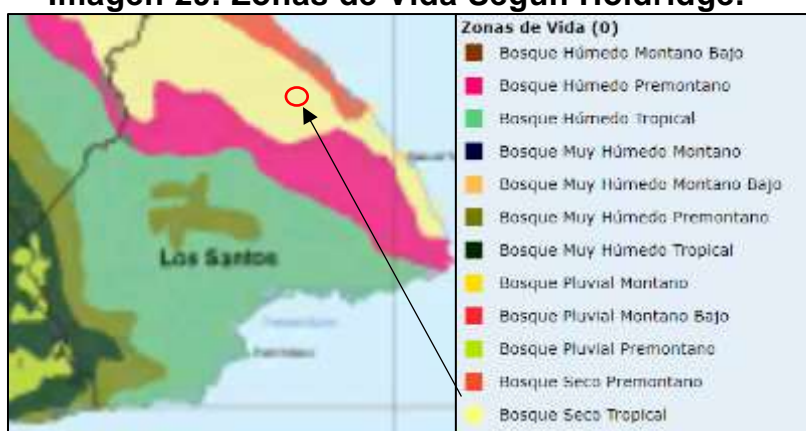 Imagen 29. Zonas de Vida Según Holdridge.
Zonas de Vida (0)
Bosque Húmedo Montano Bajo
Bosque Húmedo Premontano
Bosque Húmedo Tropical
Bosque Muy Húmedo Montano
Bosque Muy Húmedo Montano Bajo
Bosque Muy Húmedo Premontano
Bosque Muy Húmedo Tropical
Bosque Pluvial Montano
Bosque Pluvial Montano Bajo
Bosque Pluvial Premontano
Bosque Seco Premontano
Bosque Seco Tropical
Los Santos